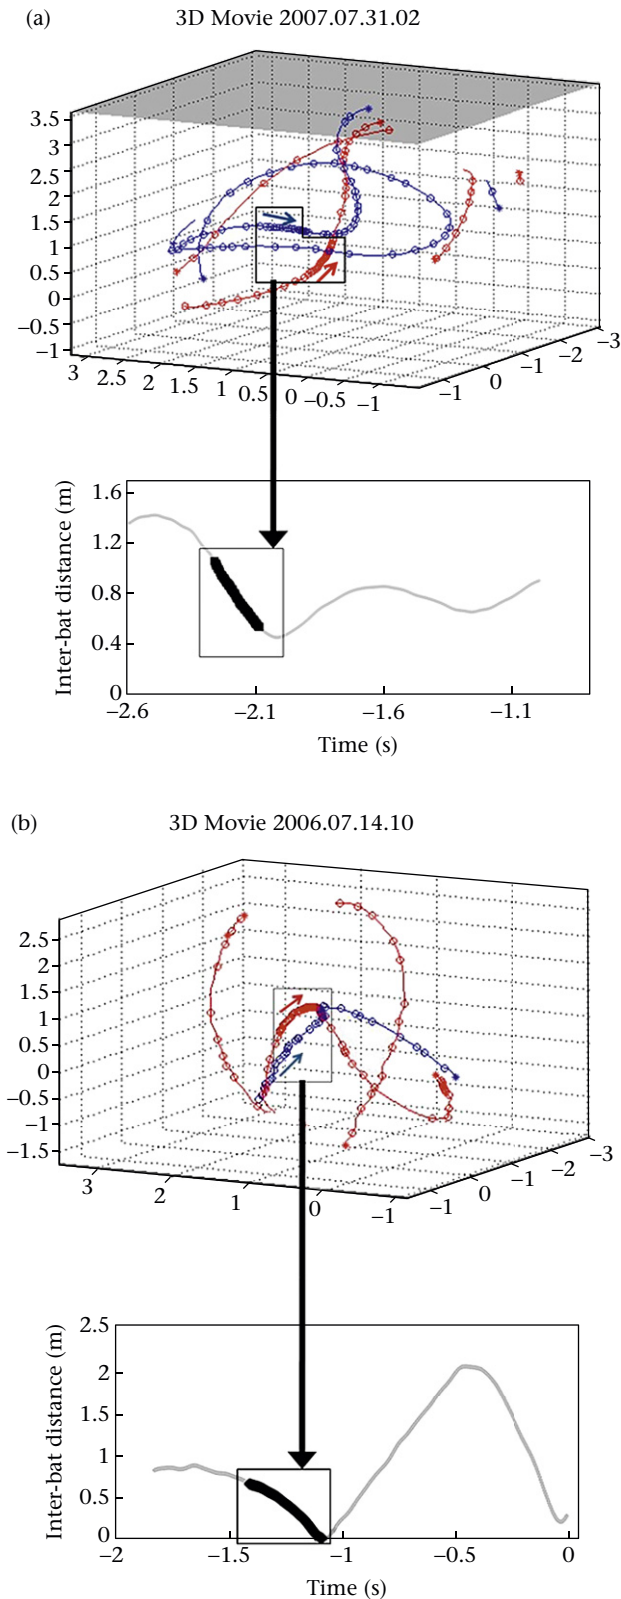 (a)
3D Movie 2007.07.31.02
3.5
3
2.5
2
1.5
1
0.5
0
−0.5
−1
3 2.5 2 1.5 1 0.5 0 −0.5 −1
−1 0 −1 −2 −3
Inter-bat distance (m)
1.6
1.2
0.8
0.4
0
−2.6 −2.1 −1.6 −1.1
Time (s)
(b)
3D Movie 2006.07.14.10
2.5
2
1.5
1
0.5
0
−0.5
−1
−1.5
3 2 1 0 −1
−1 0 −1 −2 −3
Inter-bat distance (m)
2.5
2
1.5
1
0.5
0
−2 −1.5 −1 −0.5 0
Time (s)